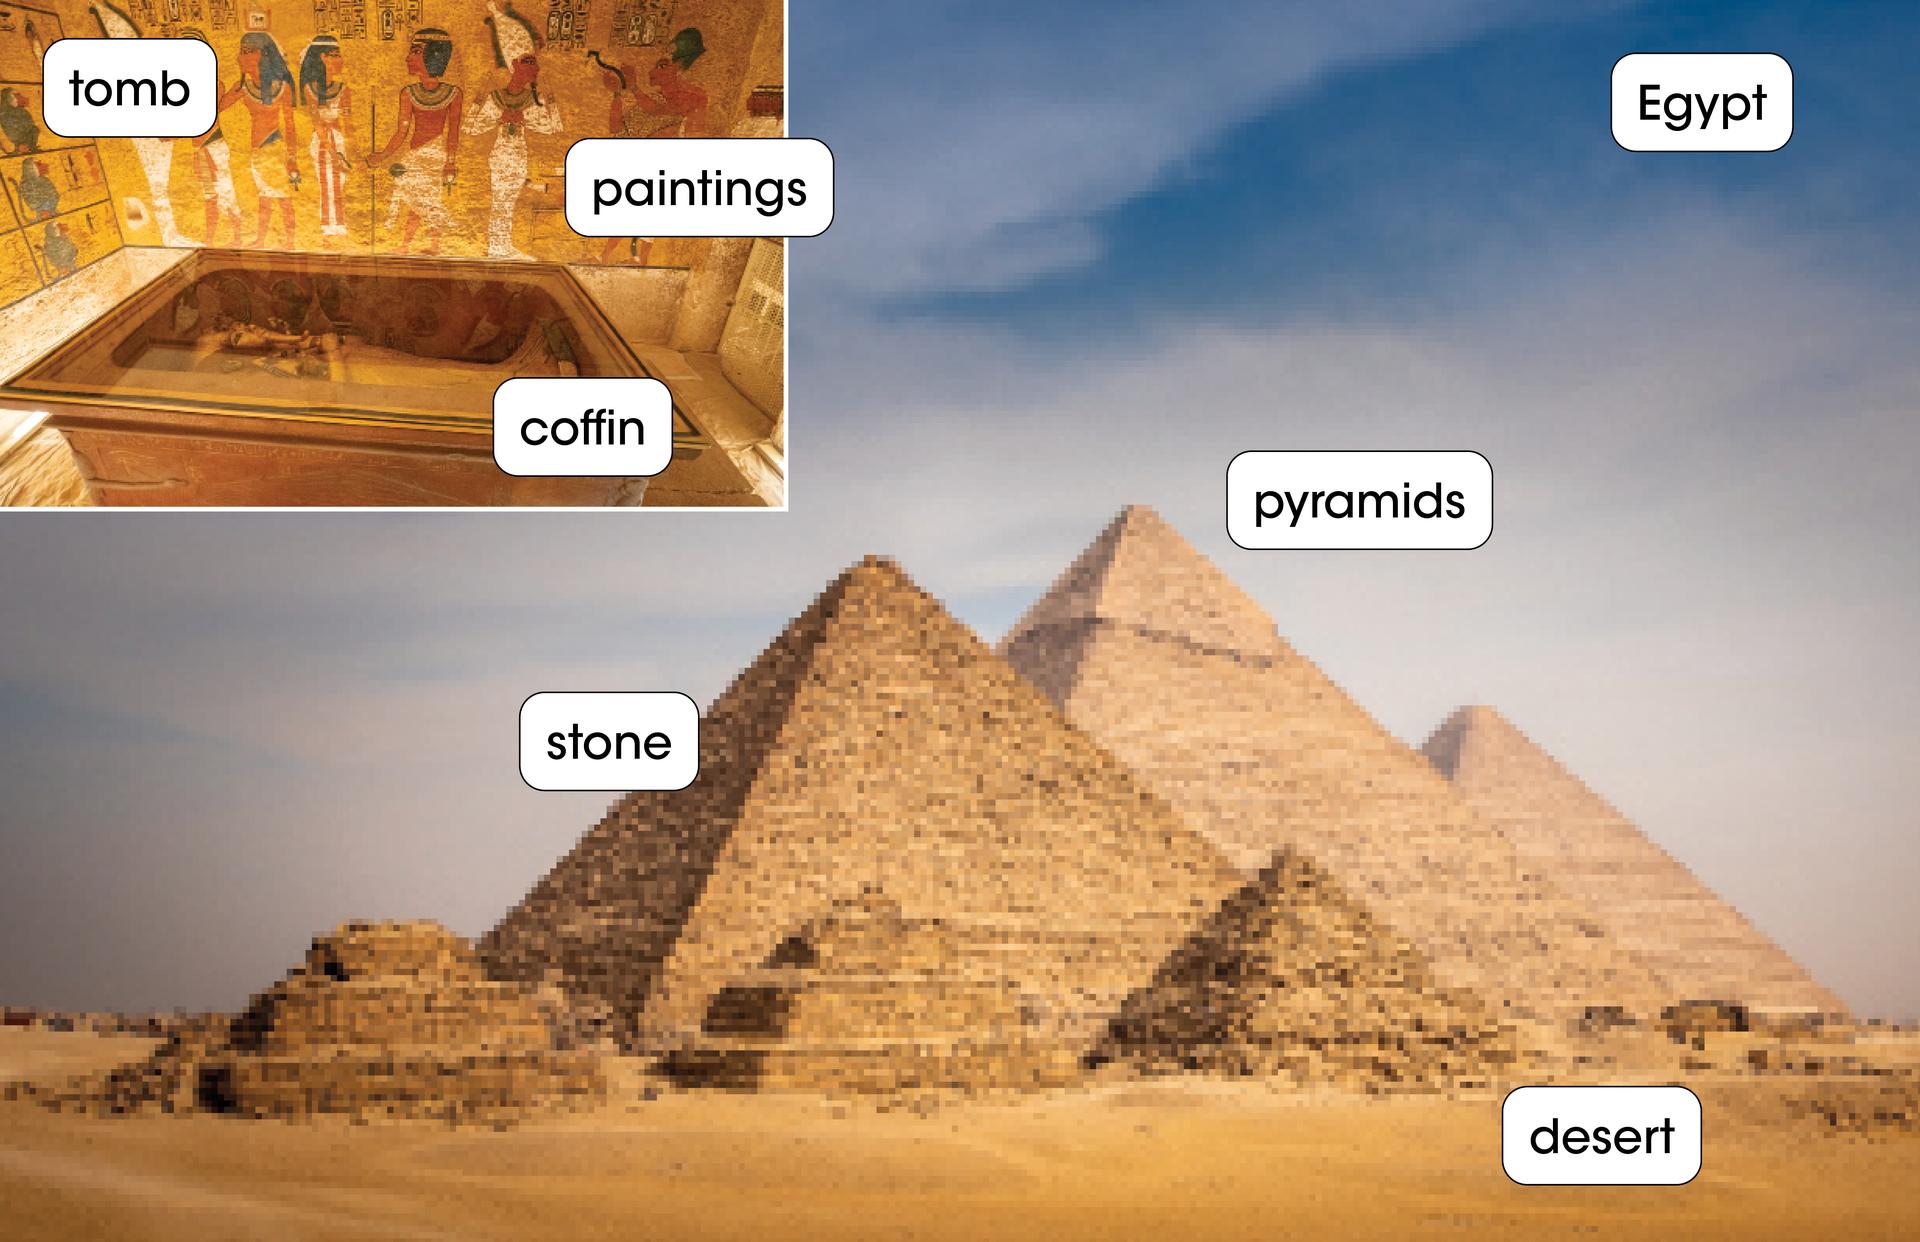 tomb
Egypt
paintings
coffin
pyramids
stone
desert